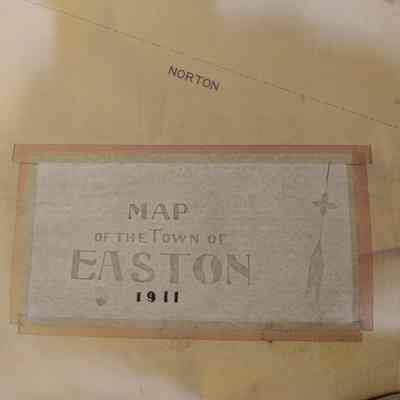 NORTON
MAP
OF THE TOWN OF
EASTON
1911